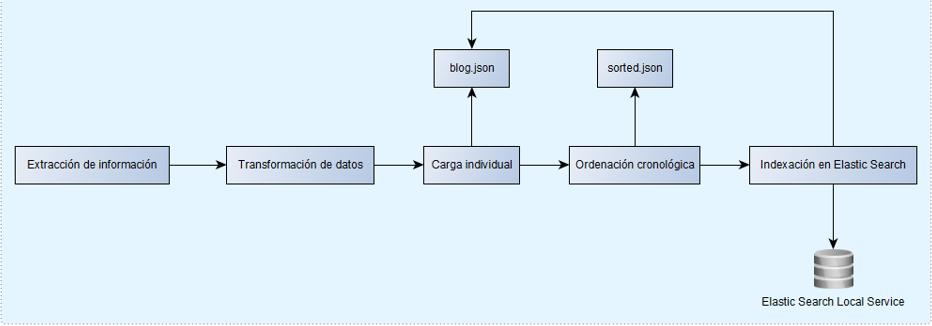 blog.json
sorted.json
Extracción de información
Transformación de datos
Carga individual
Ordenación cronológica
Indexación en Elastic Search
Elastic Search Local Service